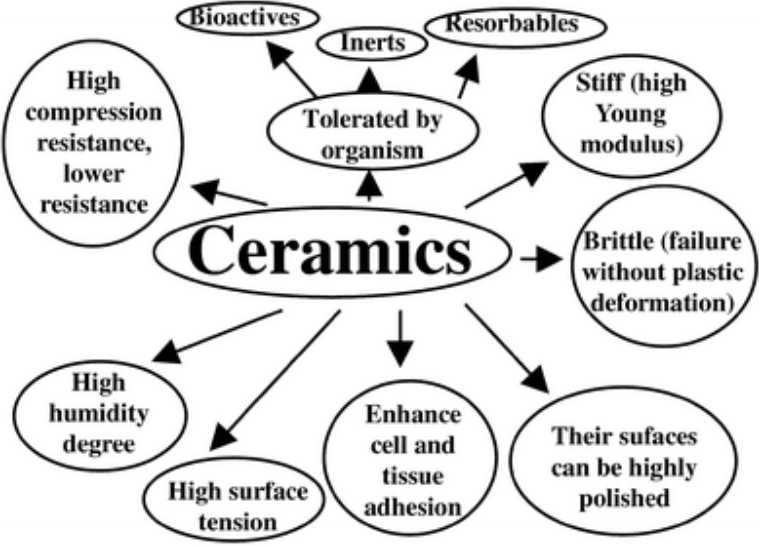 Bioactives
Inerts
Resorbables
High
compression
resistance,
lower
resistance
Tolerated by
organism
Stiff (high
Young
modulus)
Ceramics
Brittle (failure
without plastic
deformation)
High
humidity
degree
High surface
tension
Enhance
cell and
tissue
adhesion
Their sufaces
can be highly
polished